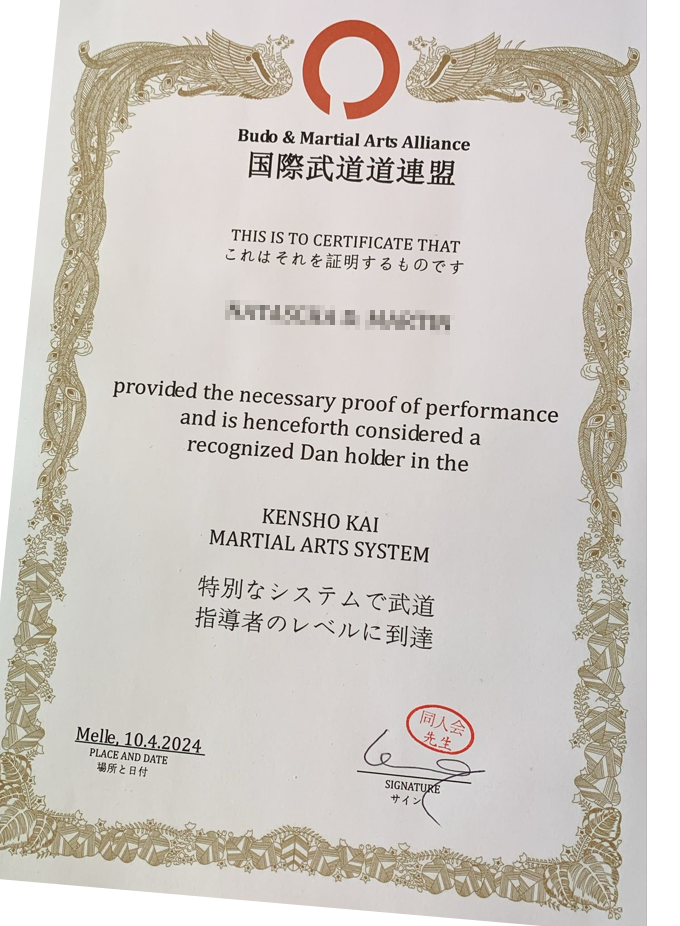 Budo & Martial Arts Alliance
国際武道道連盟
THIS IS TO CERTIFICATE THAT
これはそれを証明するものです
provided the necessary proof of performance
and is henceforth considered a
recognized Dan holder in the
KENSHO KAI
MARTIAL ARTS SYSTEM
特別なシステムで武道
指導者のレベルに到達
Melle, 10.4.2024
PLACE AND DATE
場所と日付
同人会
先生
SIGNATURE
サイン